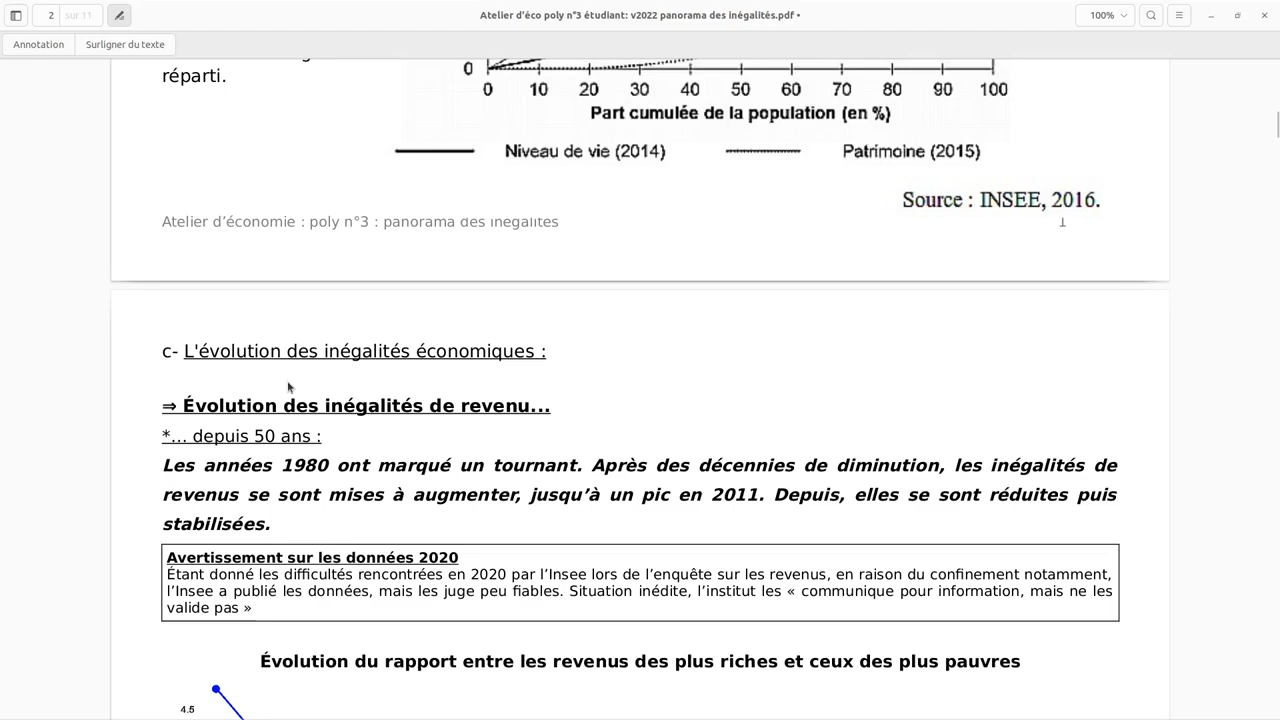 2 sur 11
Atelier d'éco poly n°3 étudiant: v2022 panorama des inégalités.pdf •
100%
Annotation
Surligner du texte
réparti.
0
0 10 20 30 40 50 60 70 80 90 100
Part cumulée de la population (en %)
Niveau de vie (2014) Patrimoine (2015)
Source : INSEE, 2016.
Atelier d’économie : poly n°3 : panorama des inégalités 1
c- L'évolution des inégalités économiques :
⇒ Évolution des inégalités de revenu...
*... depuis 50 ans :
Les années 1980 ont marqué un tournant. Après des décennies de diminution, les inégalités de
revenus se sont mises à augmenter, jusqu’à un pic en 2011. Depuis, elles se sont réduites puis
stabilisées.
Avertissement sur les données 2020
Étant donné les difficultés rencontrées en 2020 par l’Insee lors de l’enquête sur les revenus, en raison du confinement notamment,
l’Insee a publié les données, mais les juge peu fiables. Situation inédite, l’institut les « communique pour information, mais ne les
valide pas »
Évolution du rapport entre les revenus des plus riches et ceux des plus pauvres
4.5